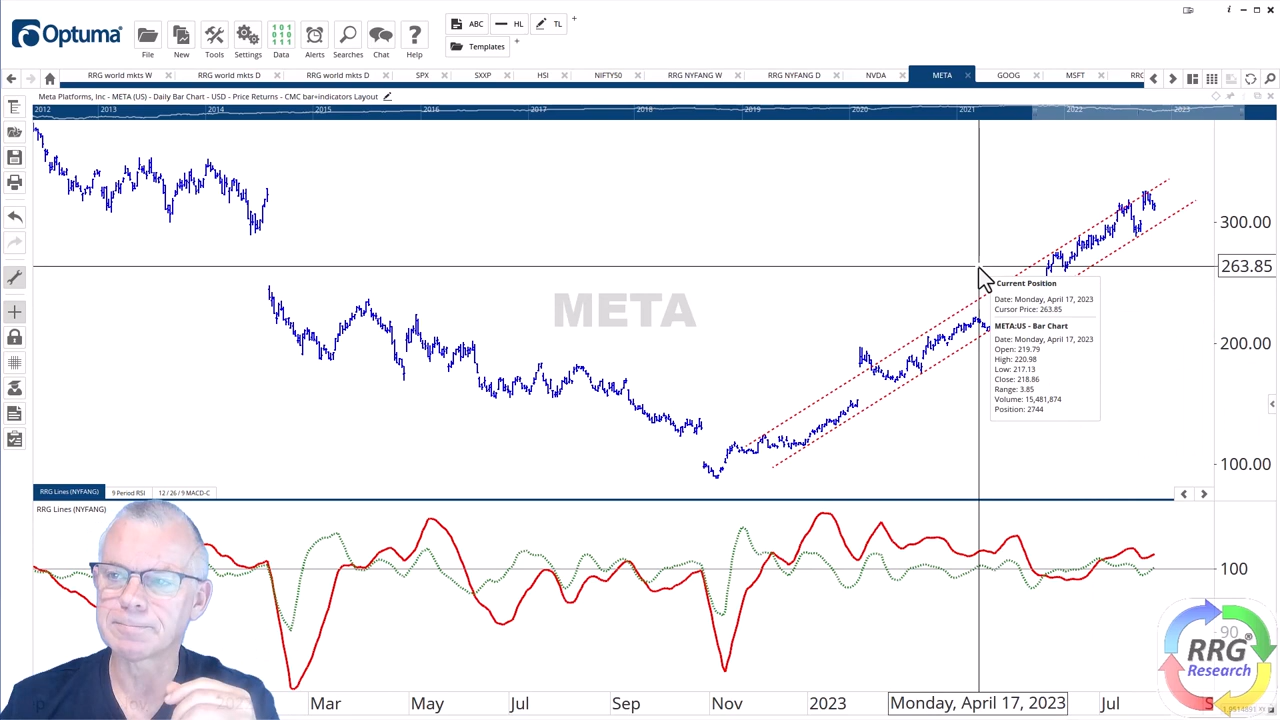 Optuma
File
New
Tools
Settings
Data
Alerts
Searches
Chat
Help
ABC
HL
TL
Templates
RRG world mkts W
RRG world mkts D
RRG world mkts D
SPX
SXXP
HSI
NIFTY50
RRG NYFANG W
RRG NYFANG D
NVDA
META
GOOG
MSFT
RRG
Meta Platforms, Inc - META (US) - Daily Bar Chart - USD - Price Returns - CMC bar+indicators Layout
2012
2013
2014
2015
2016
2017
2018
2019
2020
2021
2022
2023
META
300.00
263.85
200.00
100.00
Current Position
Date: Monday, April 17, 2023
Cursor Price: 263.85
META:US - Bar Chart
Date: Monday, April 17, 2023
Open: 219.79
High: 220.98
Low: 217.13
Close: 218.86
Range: 3.85
Volume: 15,481,874
Position: 2744
RRG Lines (NYFANG)
9 Period RSI
12 / 26 / 9 MACD-C
RRG Lines (NYFANG)
100
90
RRG®
Research
Mar
May
Jul
Sep
Nov
2023
Monday, April 17, 2023
Jul
S